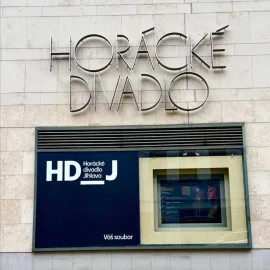 HORÁCKÉ
DIVADLO
HD_J
Horácké
divadlo
Jihlava
Váš soubor